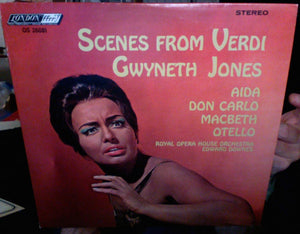 LONDON ffrr
OS 26081
STEREO
SCENES FROM VERDI
GWYNETH JONES
AIDA
DON CARLO
MACBETH
OTELLO
ROYAL OPERA HOUSE ORCHESTRA
EDWARD DOWNES